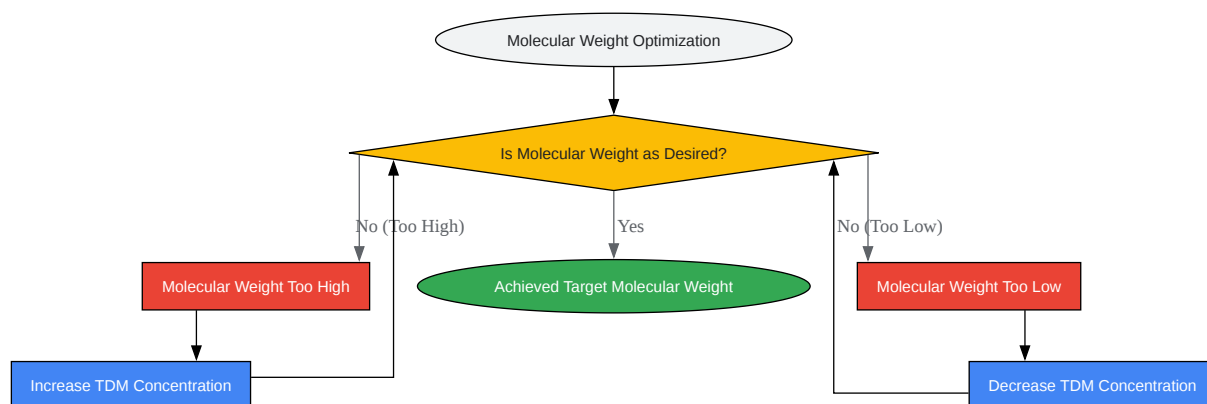 Molecular Weight Optimization
Is Molecular Weight as Desired?
No (Too High)
Yes
No (Too Low)
Molecular Weight Too High
Achieved Target Molecular Weight
Molecular Weight Too Low
Increase TDM Concentration
Decrease TDM Concentration